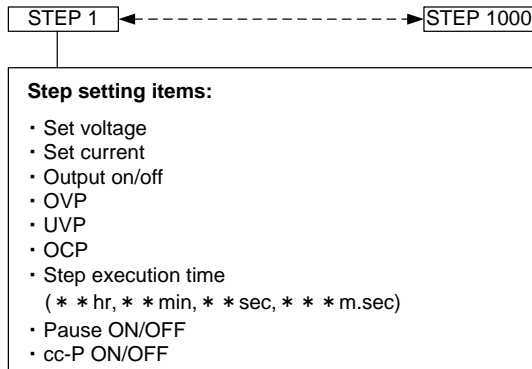 STEP 1 STEP 1000
Step setting items:
・Set voltage
・Set current
・Output on/off
・OVP
・UVP
・OCP
・Step execution time
(＊＊hr,＊＊min,＊＊sec,＊＊＊m.sec)
・Pause ON/OFF
・cc-P ON/OFF